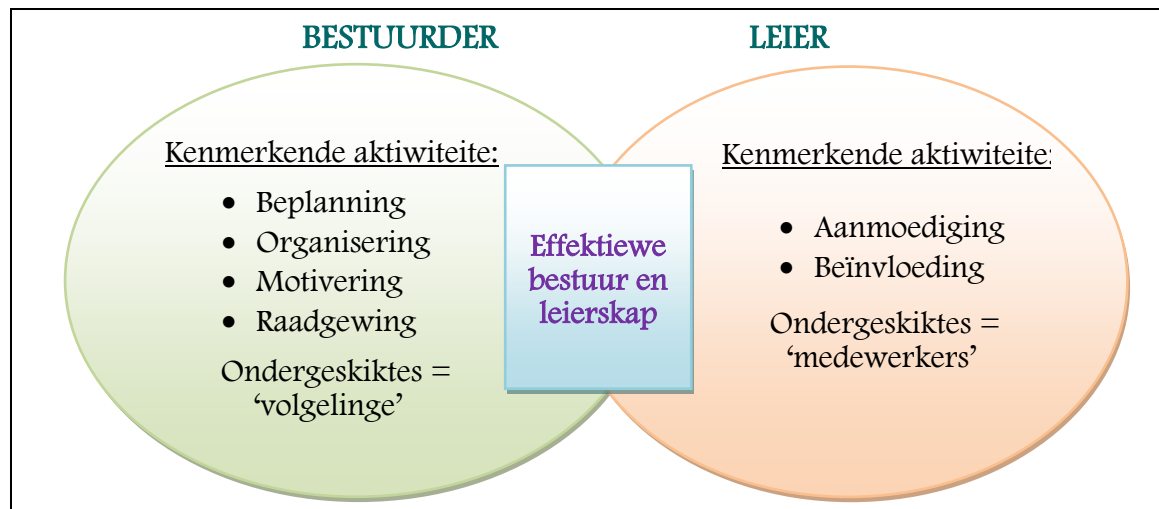 BESTUURDER
LEIER
Kenmerkende aktiwiteite:
• Beplanning
• Organisering
• Motivering
• Raadgewing
Ondergeskiktes =
‘volgelinge’
Effektiewe
bestuur en
leierskap
Kenmerkende aktiwiteite:
• Aanmoediging
• Beïnvloeding
Ondergeskiktes =
‘medewerkers’